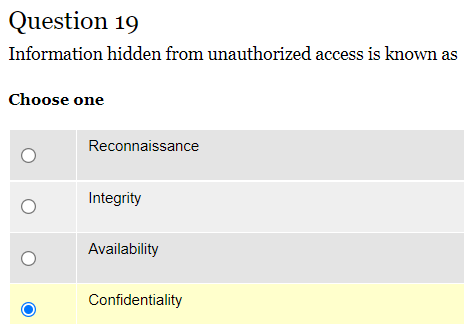 Question 19
Information hidden from unauthorized access is known as
Choose one
Reconnaissance
Integrity
Availability
Confidentiality